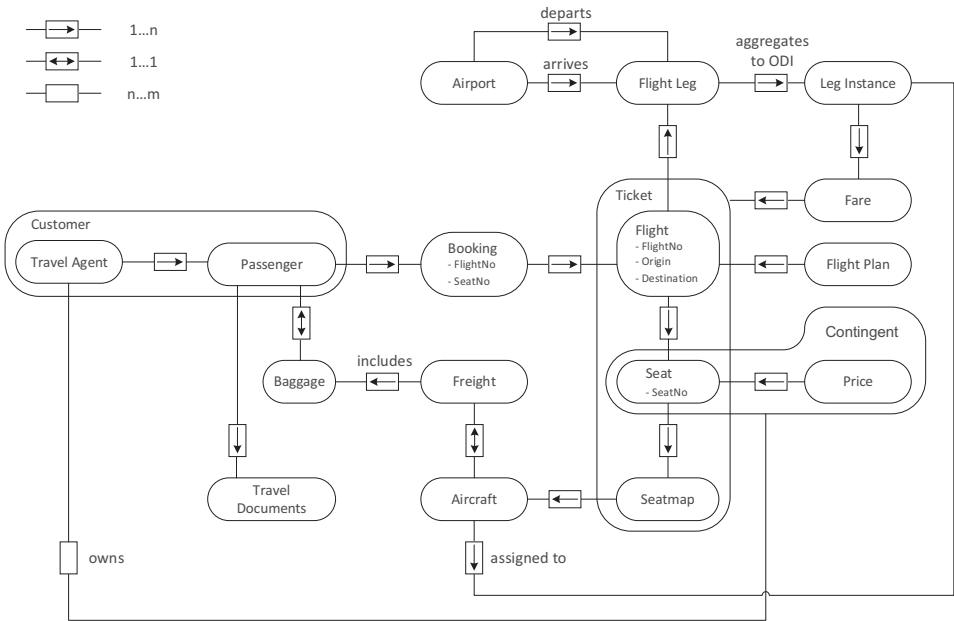 departs
1…n
aggregates
to ODI
1…1
arrives
Airport
Flight Leg
Leg Instance
n…m
Ticket
Fare
Customer
Flight
- FlightNo
- Origin
- Destination
Booking
- FlightNo
- SeatNo
Travel Agent
Passenger
Flight Plan
Contingent
includes
Baggage
Freight
Seat
- SeatNo
Price
Travel
Documents
Aircraft
Seatmap
owns
assigned to